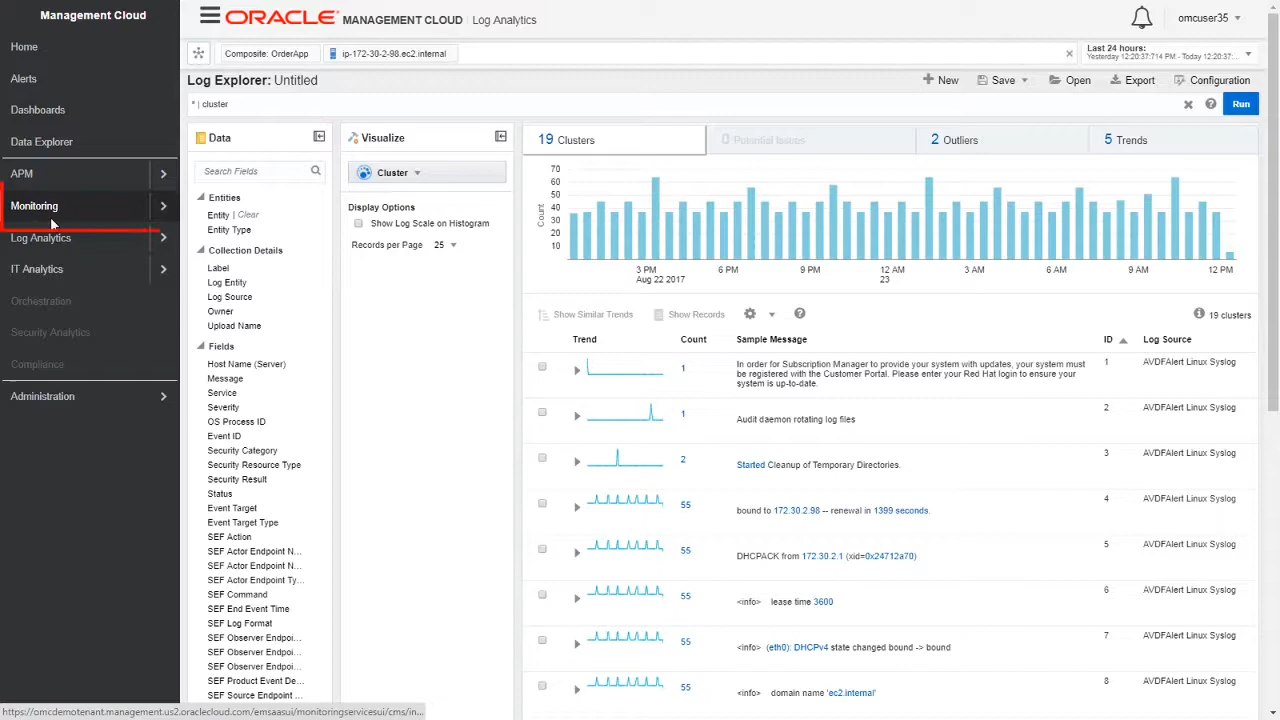 Management Cloud
Home
Alerts
Dashboards
Data Explorer
APM
Monitoring
Log Analytics
IT Analytics
Orchestration
Security Analytics
Compliance
Administration
ORACLE MANAGEMENT CLOUD Log Analytics
omcuser35
Composite: OrderApp
ip-172-30-2-98.ec2.internal
Last 24 hours:
Yesterday 12:20:37:714 PM - Today 12:20:37:...
Log Explorer: Untitled
New
Save
Open
Export
Configuration
* | cluster
Run
Data
Search Fields
Entities
Entity | Clear
Entity Type
Collection Details
Label
Log Entity
Log Source
Owner
Upload Name
Fields
Host Name (Server)
Message
Service
Severity
OS Process ID
Event ID
Security Category
Security Resource Type
Security Result
Status
Event Target
Event Target Type
SEF Action
SEF Actor Endpoint N...
SEF Actor Endpoint N...
SEF Actor Endpoint Ty...
SEF Command
SEF End Event Time
SEF Log Format
SEF Observer Endpoi...
SEF Observer Endpoi...
SEF Observer Endpoi...
SEF Product Event De...
SEF Source Endpoint ...
Visualize
Cluster
Display Options
Show Log Scale on Histogram
Records per Page 25
19 Clusters
0 Potential Issues
2 Outliers
5 Trends
Count
70
60
50
40
30
20
10
3 PM 6 PM 9 PM 12 AM 3 AM 6 AM 9 AM 12 PM
Aug 22 2017 23
Show Similar Trends
Show Records
19 clusters
Trend Count Sample Message ID Log Source
1 In order for Subscription Manager to provide your system with updates, your system must 1 AVDFAlert Linux Syslog
be registered with the Customer Portal. Please enter your Red Hat login to ensure your
system is up-to-date.
1 Audit daemon rotating log files 2 AVDFAlert Linux Syslog
2 Started Cleanup of Temporary Directories. 3 AVDFAlert Linux Syslog
55 bound to 172.30.2.98 -- renewal in 1399 seconds. 4 AVDFAlert Linux Syslog
55 DHCPACK from 172.30.2.1 (xid=0x24712a70) 5 AVDFAlert Linux Syslog
55 <info> lease time 3600 6 AVDFAlert Linux Syslog
55 <info> (eth0): DHCPv4 state changed bound -> bound 7 AVDFAlert Linux Syslog
55 <info> domain name 'ec2.internal' 8 AVDFAlert Linux Syslog
https://omcdemotenant.management.us2.oraclecloud.com/emsaasui/monitoringservicesui/cms/in...